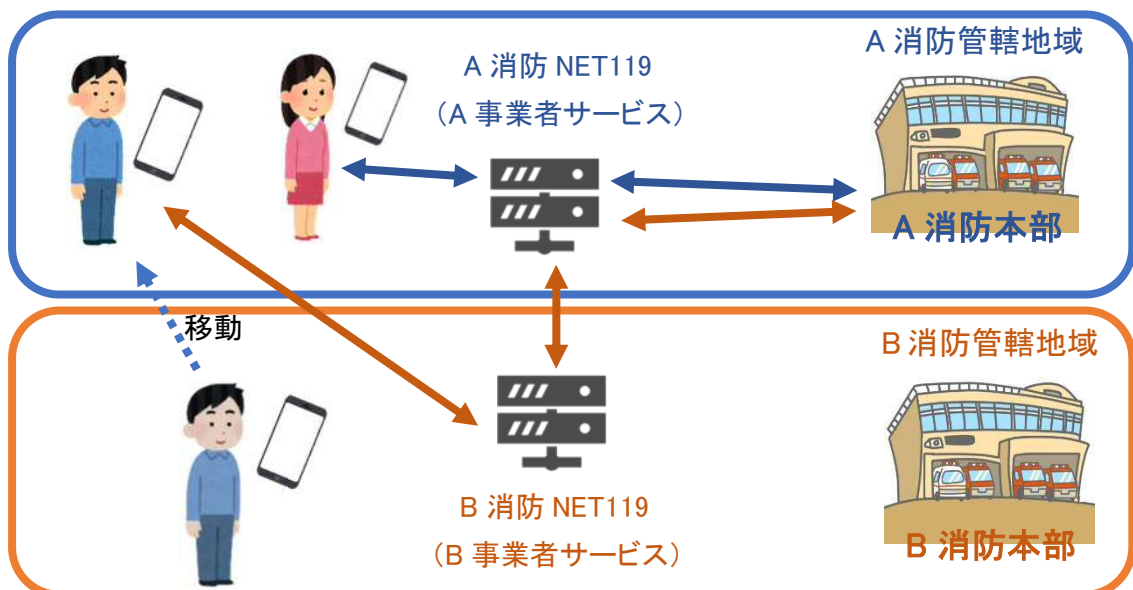 A 消防管轄地域
A 消防 NET119
（A 事業者サービス）
A 消防本部
移動
B 消防管轄地域
B 消防 NET119
（B 事業者サービス）
B 消防本部